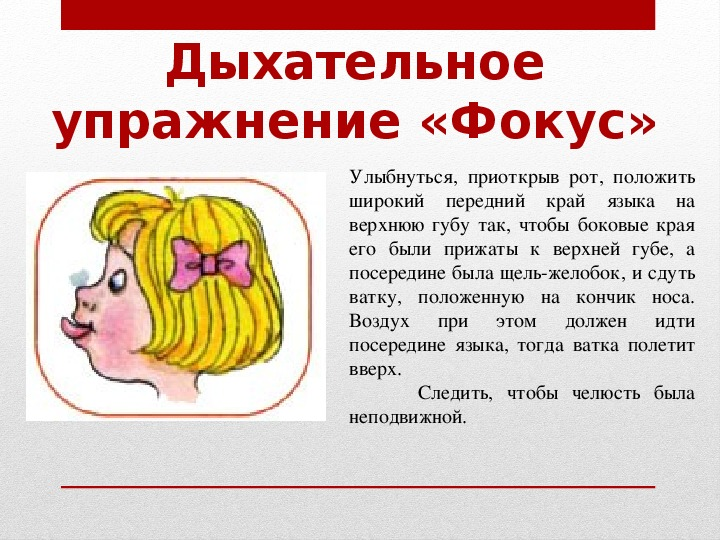 Дыхательное
упражнение «Фокус»
Улыбнуться, приоткрыв рот, положить
широкий передний край языка на
верхнюю губу так, чтобы боковые края
его были прижаты к верхней губе, а
посередине была щель-желобок, и сдуть
ватку, положенную на кончик носа.
Воздух при этом должен идти
посередине языка, тогда ватка полетит
вверх.
Следить, чтобы челюсть была
неподвижной.